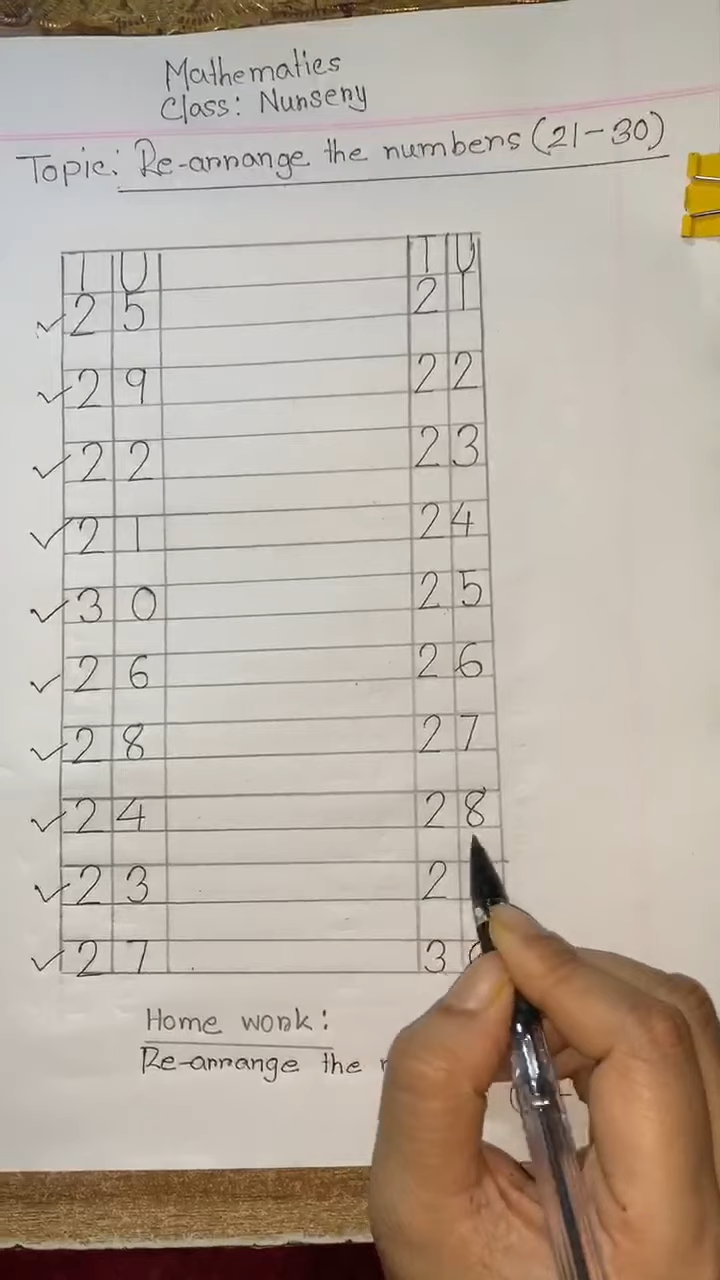 Mathematics
Class: Nursery
Topic: Re-arrange the numbers (21-30)
T U T U
25 21
29 22
22 23
21 24
30 25
26 26
28 27
24 28
23 2
27 3
Home work:
Re-arrange the